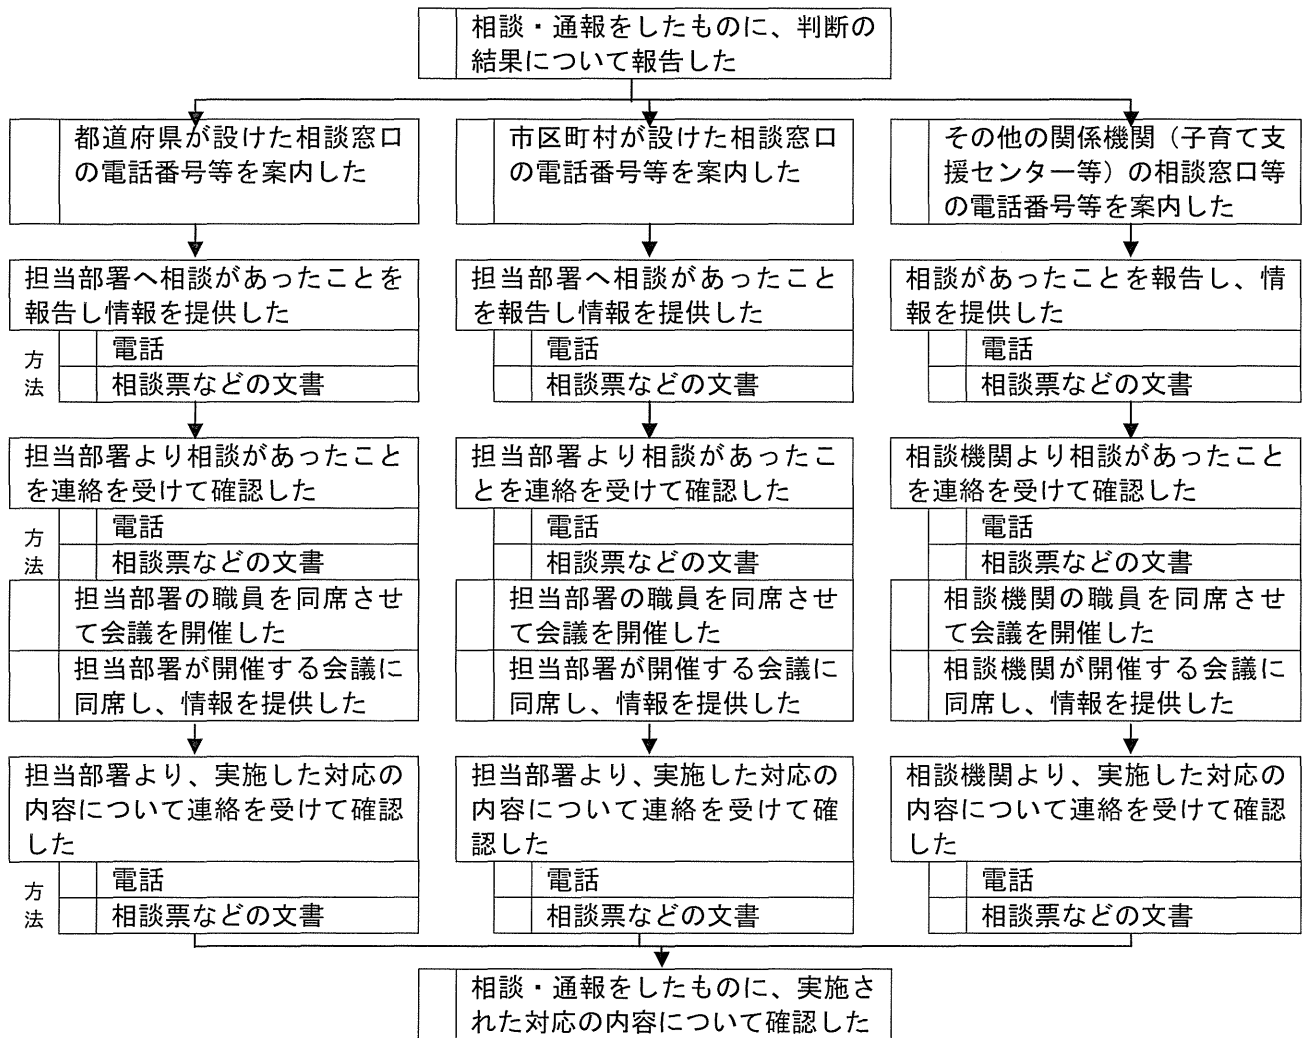 相談・通報をしたものに、判断の
結果について報告した
都道府県が設けた相談窓口
の電話番号等を案内した
市区町村が設けた相談窓口
の電話番号等を案内した
その他の関係機関（子育て支
援センター等）の相談窓口等
の電話番号等を案内した
担当部署へ相談があったことを
報告し情報を提供した
方法
電話
相談票などの文書
担当部署へ相談があったこと
を報告し情報を提供した
電話
相談票などの文書
相談があったことを報告し、情
報を提供した
電話
相談票などの文書
担当部署より相談があったこと
を連絡を受けて確認した
方法
電話
相談票などの文書
担当部署の職員を同席させ
て会議を開催した
担当部署が開催する会議に
同席し、情報を提供した
担当部署より相談があったこ
とを連絡を受けて確認した
電話
相談票などの文書
担当部署の職員を同席させ
て会議を開催した
担当部署が開催する会議に
同席し、情報を提供した
相談機関より相談があったこと
を連絡を受けて確認した
電話
相談票などの文書
相談機関の職員を同席させ
て会議を開催した
相談機関が開催する会議に
同席し、情報を提供した
担当部署より、実施した対応の
内容について連絡を受けて確認
した
方法
電話
相談票などの文書
担当部署より、実施した対応の
内容について連絡を受けて確
認した
電話
相談票などの文書
相談機関より、実施した対応の
内容について連絡を受けて確認
した
電話
相談票などの文書
相談・通報をしたものに、実施さ
れた対応の内容について確認した